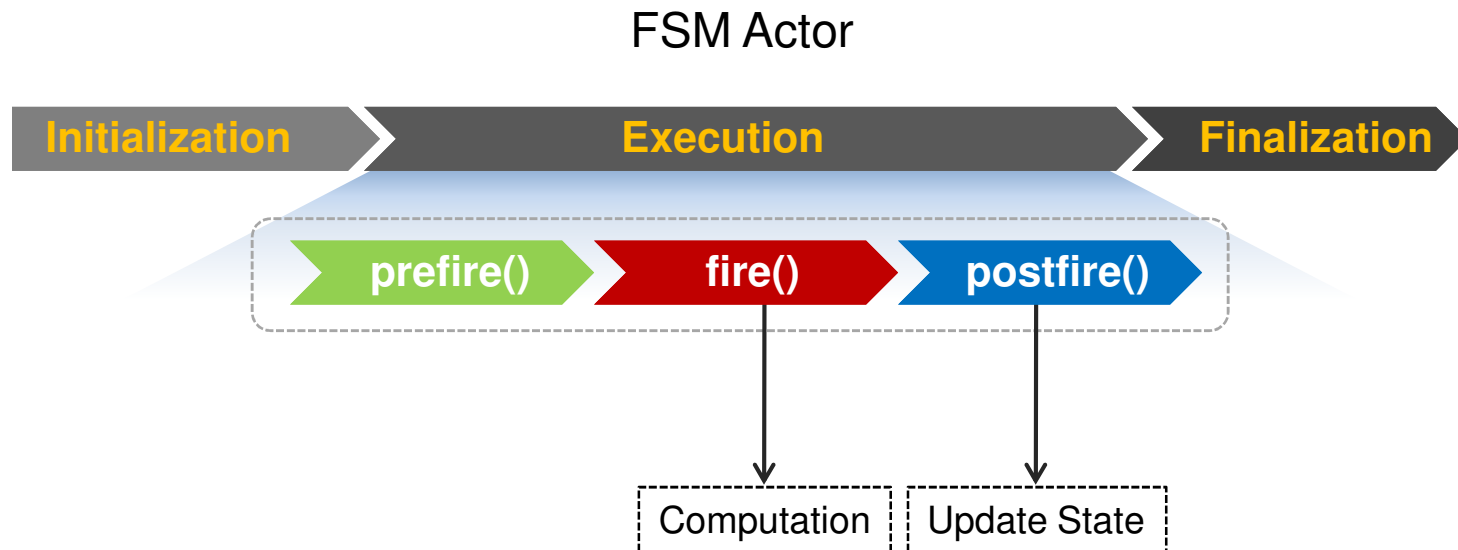 FSM Actor
Initialization Execution Finalization
prefire() fire() postfire()
Computation Update State